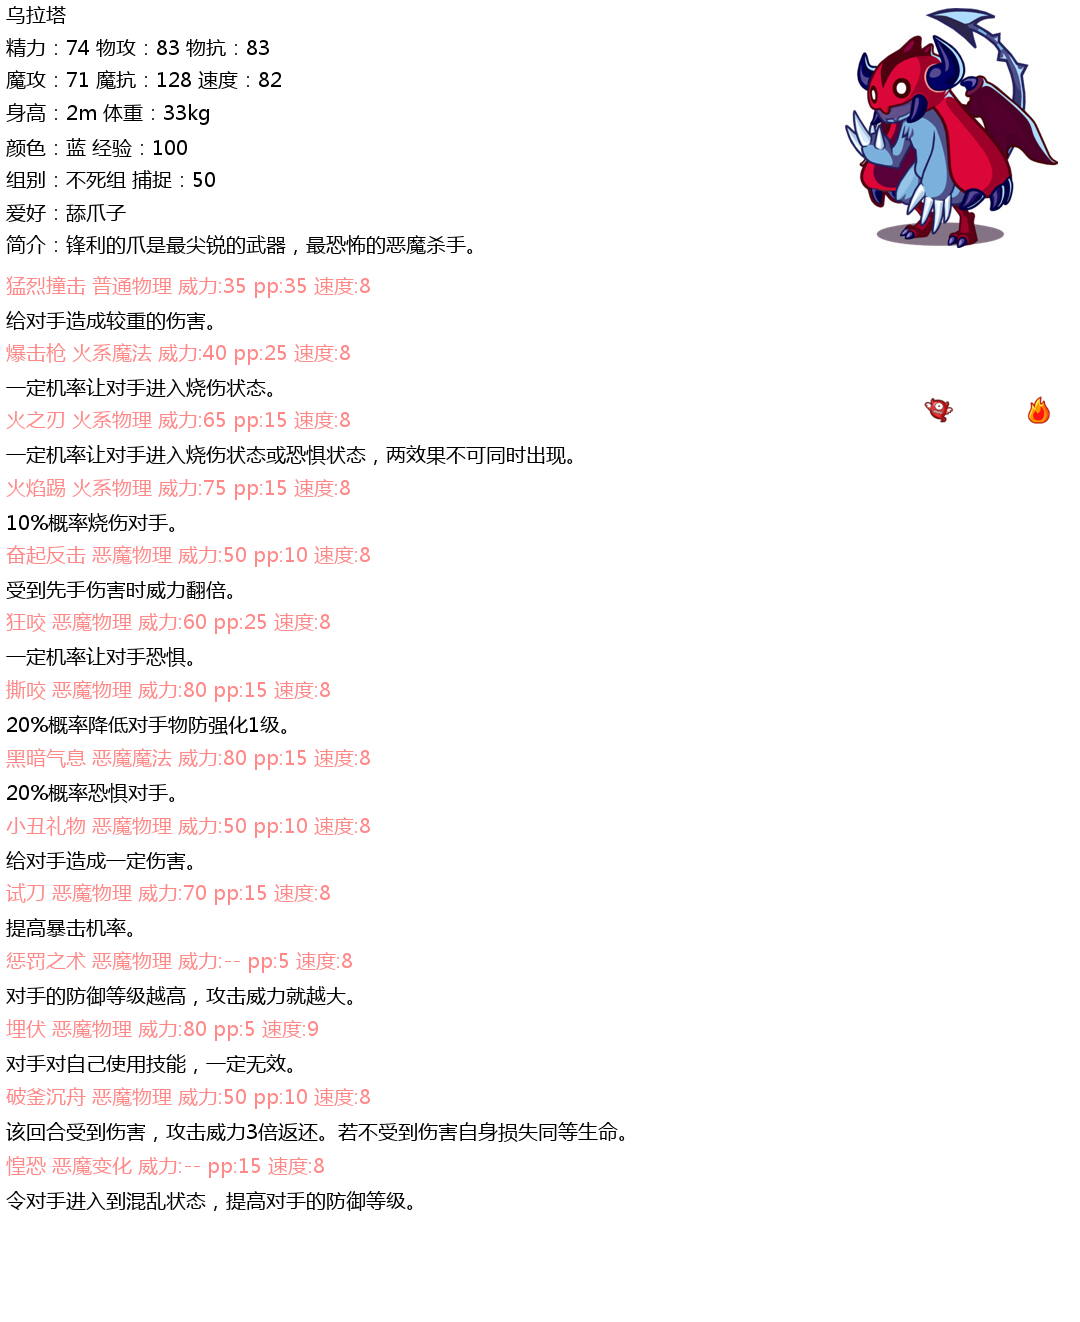 乌拉塔
精力：74 物攻：83 物抗：83
魔攻：71 魔抗：128 速度：82
身高：2m 体重：33kg
颜色：蓝 经验：100
组别：不死组 捕捉：50
爱好：舔爪子
简介：锋利的爪是最尖锐的武器，最恐怖的恶魔杀手。
猛烈撞击 普通物理 威力:35 pp:35 速度:8
给对手造成较重的伤害。
爆击枪 火系魔法 威力:40 pp:25 速度:8
一定机率让对手进入烧伤状态。
火之刃 火系物理 威力:65 pp:15 速度:8
一定机率让对手进入烧伤状态或恐惧状态，两效果不可同时出现。
火焰踢 火系物理 威力:75 pp:15 速度:8
10%概率烧伤对手。
奋起反击 恶魔物理 威力:50 pp:10 速度:8
受到先手伤害时威力翻倍。
狂咬 恶魔物理 威力:60 pp:25 速度:8
一定机率让对手恐惧。
撕咬 恶魔物理 威力:80 pp:15 速度:8
20%概率降低对手物防强化1级。
黑暗气息 恶魔魔法 威力:80 pp:15 速度:8
20%概率恐惧对手。
小丑礼物 恶魔物理 威力:50 pp:10 速度:8
给对手造成一定伤害。
试刀 恶魔物理 威力:70 pp:15 速度:8
提高暴击机率。
惩罚之术 恶魔物理 威力:-- pp:5 速度:8
对手的防御等级越高，攻击威力就越大。
埋伏 恶魔物理 威力:80 pp:5 速度:9
对手对自己使用技能，一定无效。
破釜沉舟 恶魔物理 威力:50 pp:10 速度:8
该回合受到伤害，攻击威力3倍返还。若不受到伤害自身损失同等生命。
惶恐 恶魔变化 威力:-- pp:15 速度:8
令对手进入到混乱状态，提高对手的防御等级。